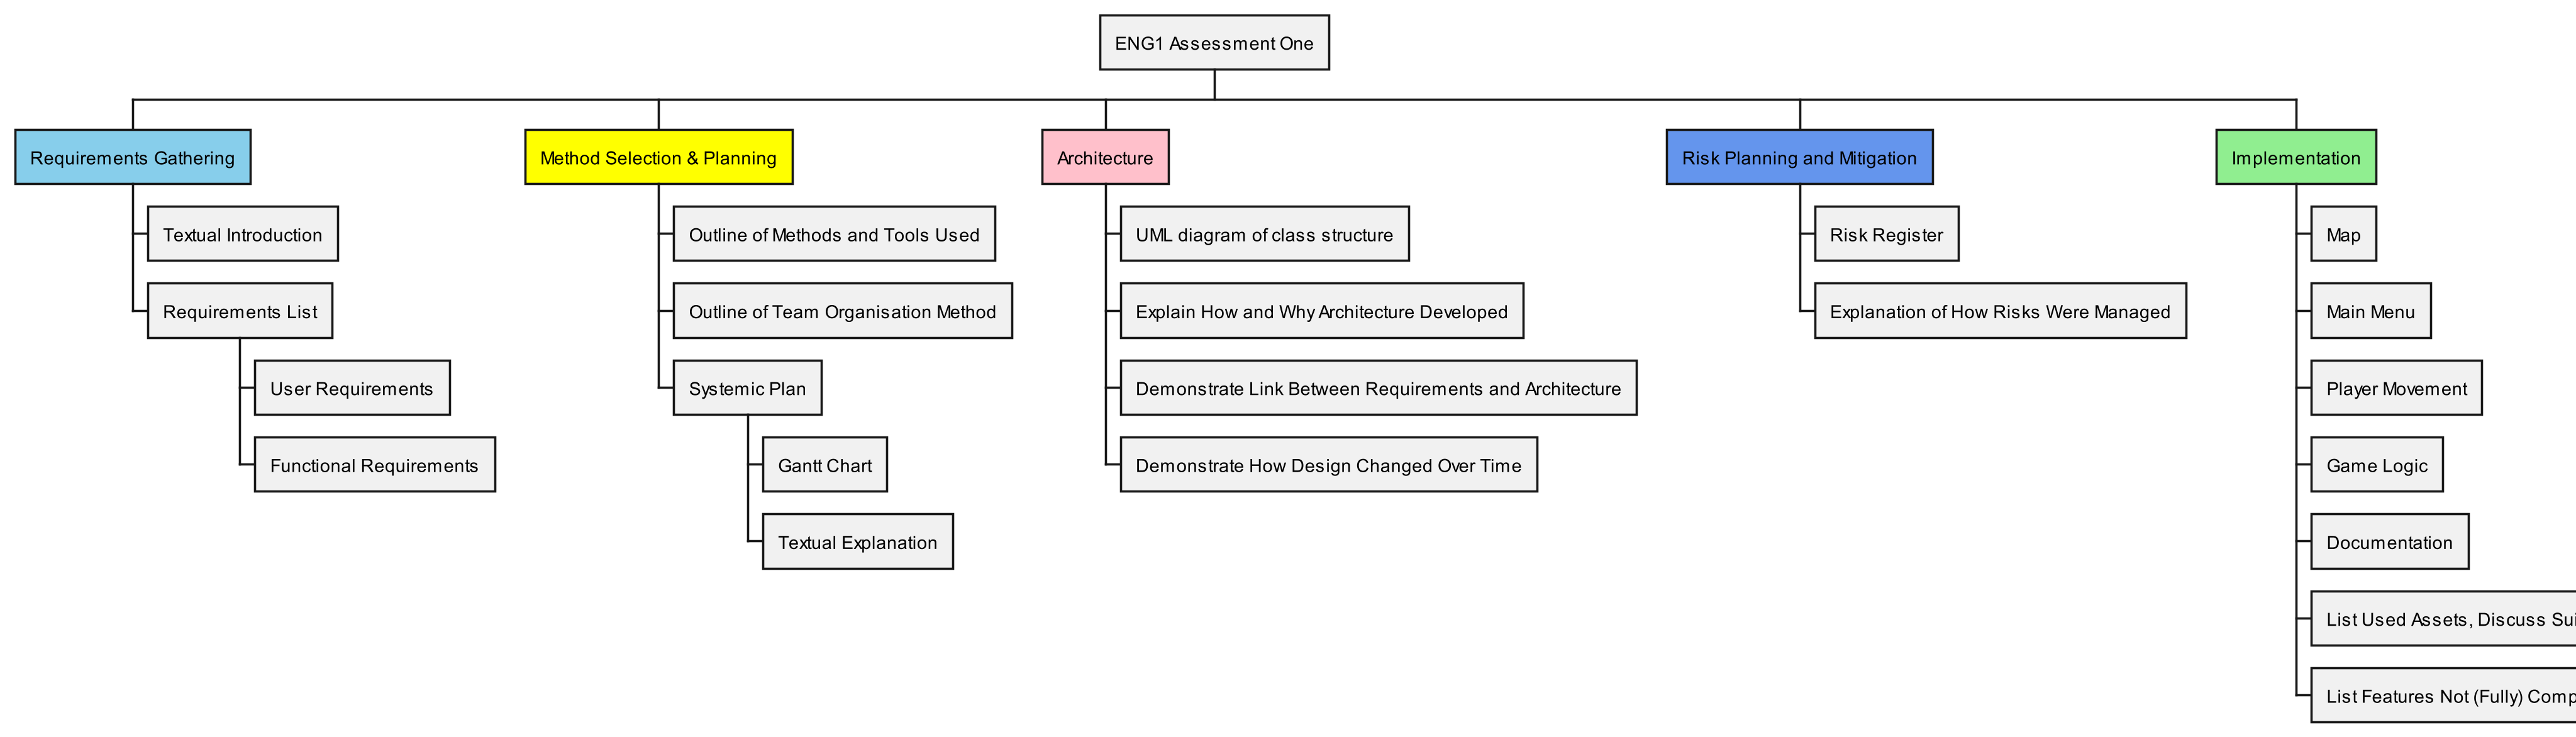 ENG1 Assessment One
Requirements Gathering
Textual Introduction
Requirements List
User Requirements
Functional Requirements
Method Selection & Planning
Outline of Methods and Tools Used
Outline of Team Organisation Method
Systemic Plan
Gantt Chart
Textual Explanation
Architecture
UML diagram of class structure
Explain How and Why Architecture Developed
Demonstrate Link Between Requirements and Architecture
Demonstrate How Design Changed Over Time
Risk Planning and Mitigation
Risk Register
Explanation of How Risks Were Managed
Implementation
Map
Main Menu
Player Movement
Game Logic
Documentation
List Used Assets, Discuss
List Features Not (Fully)